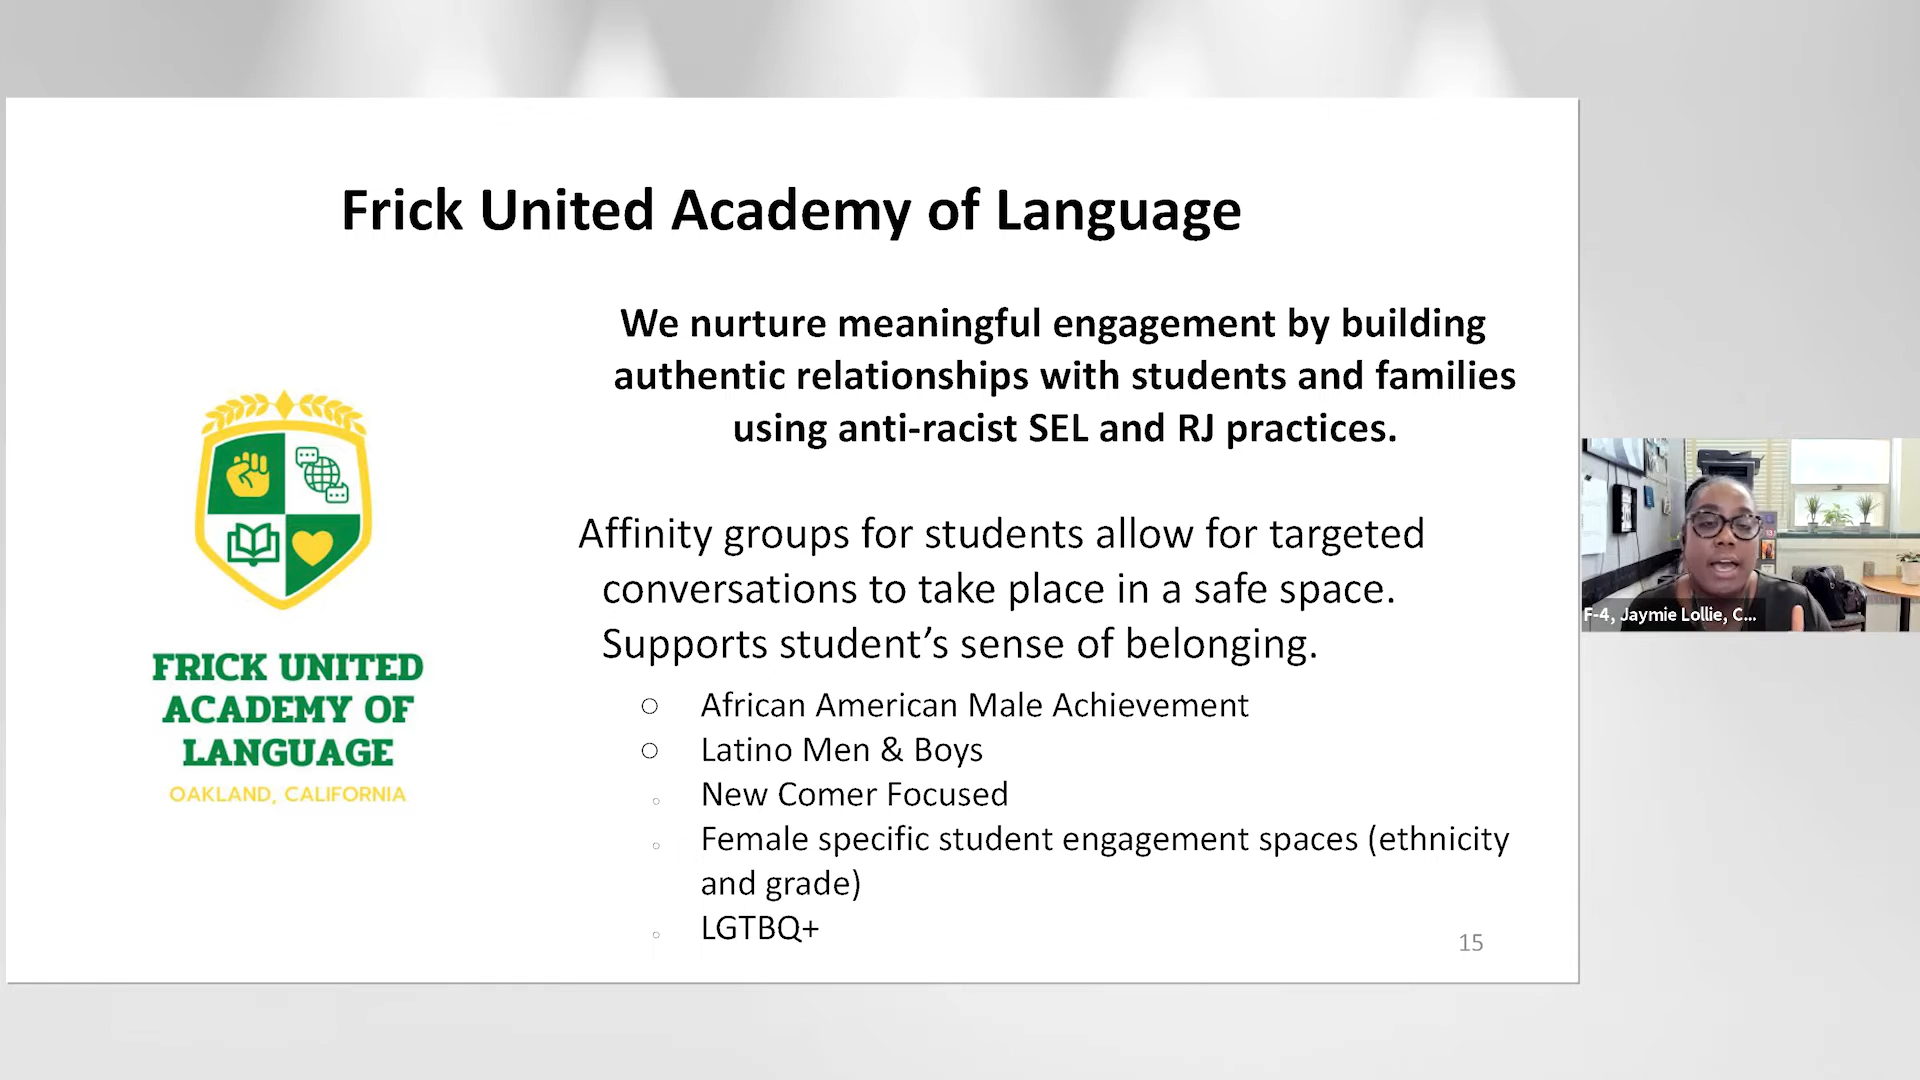 Frick United Academy of Language
We nurture meaningful engagement by building
authentic relationships with students and families
using anti-racist SEL and RJ practices.
Affinity groups for students allow for targeted
conversations to take place in a safe space.
Supports student’s sense of belonging.
○ African American Male Achievement
○ Latino Men & Boys
○ New Comer Focused
○ Female specific student engagement spaces (ethnicity
and grade)
○ LGTBQ+
15
FRICK UNITED
ACADEMY OF
LANGUAGE
OAKLAND, CALIFORNIA
F-4, Jaymie Lollie, C...